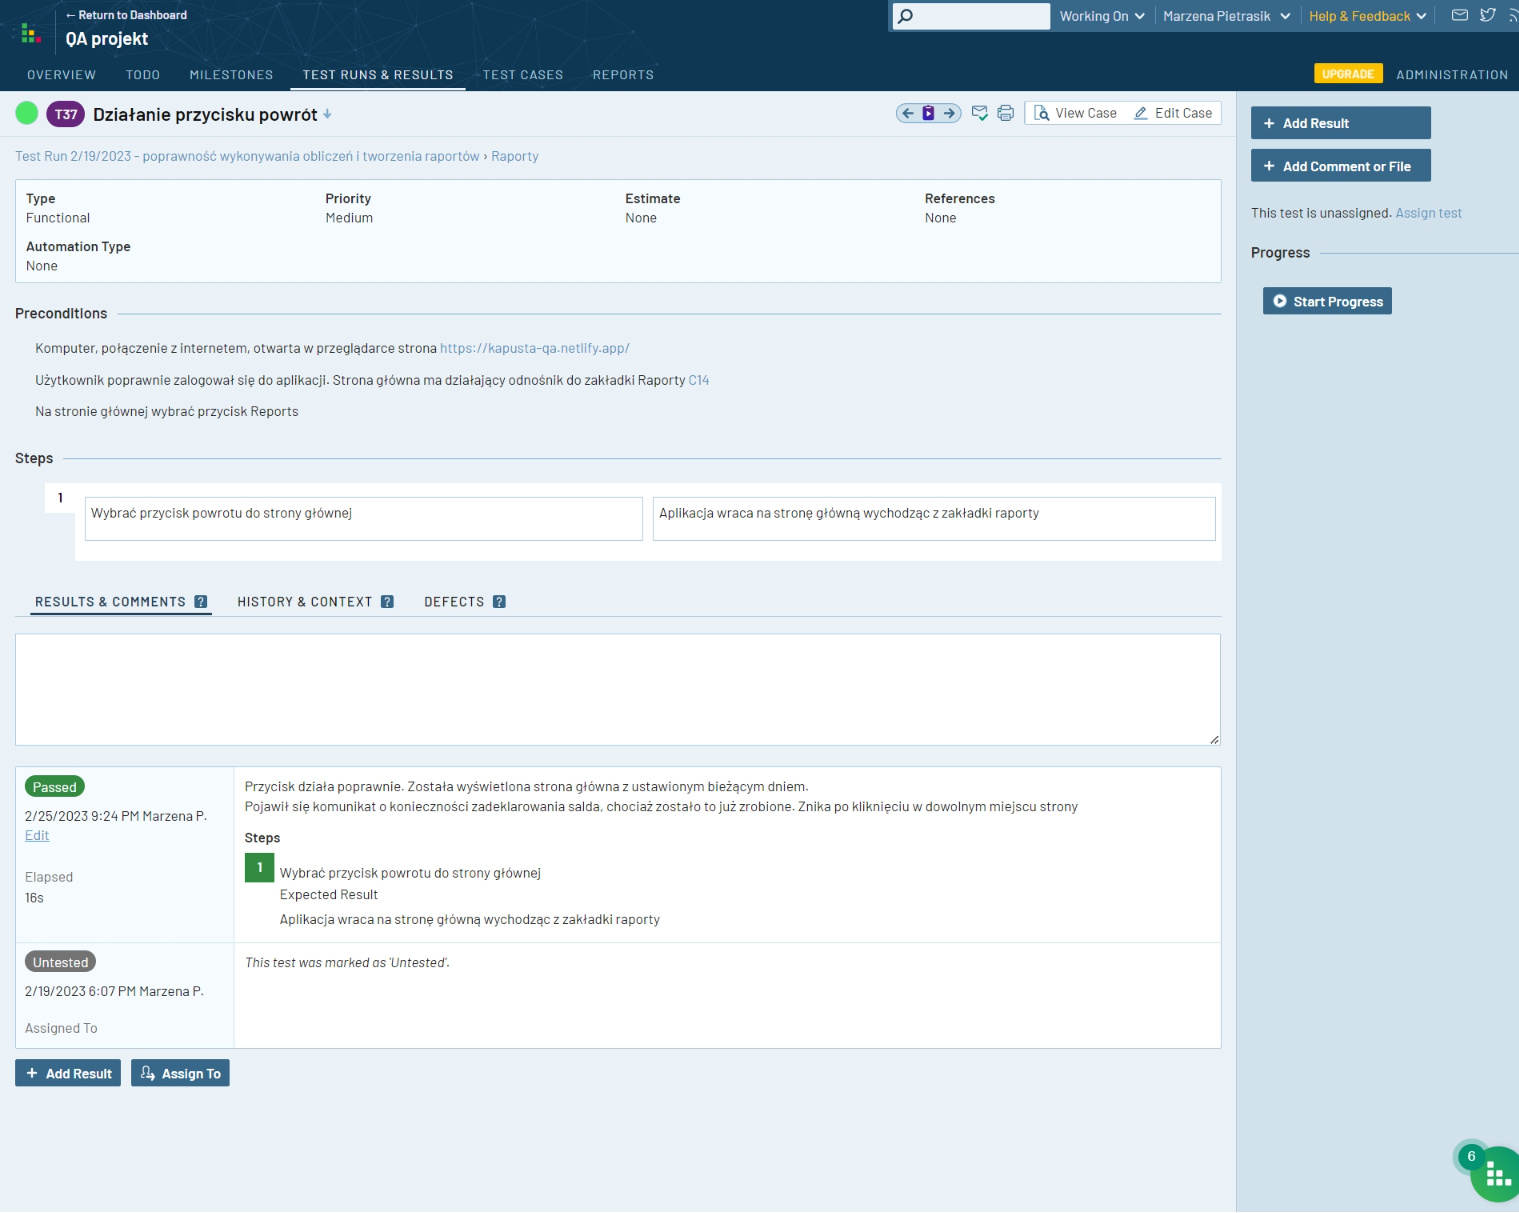 ← Return to Dashboard
QA projekt
Working On
Marzena Pietrasik
Help & Feedback
OVERVIEW
TODO
MILESTONES
TEST RUNS & RESULTS
TEST CASES
REPORTS
UPGRADE
ADMINISTRATION
T37
Działanie przycisku powrót
View Case
Edit Case
Test Run 2/19/2023 - poprawność wykonywania obliczeń i tworzenia raportów › Raporty
Type
Functional
Priority
Medium
Estimate
None
References
None
Automation Type
None
Preconditions
Komputer, połączenie z internetem, otwarta w przeglądarce strona https://kapusta-qa.netlify.app/
Użytkownik poprawnie zalogował się do aplikacji. Strona główna ma działający odnośnik do zakładki Raporty C14
Na stronie głównej wybrać przycisk Reports
Steps
1
Wybrać przycisk powrotu do strony głównej
Aplikacja wraca na stronę główną wychodząc z zakładki raporty
RESULTS & COMMENTS ?
HISTORY & CONTEXT ?
DEFECTS ?
Passed
2/25/2023 9:24 PM Marzena P.
Edit
Elapsed
16s
Przycisk działa poprawnie. Została wyświetlona strona główna z ustawionym bieżącym dniem.
Pojawił się komunikat o konieczności zadeklarowania salda, chociaż zostało to już zrobione. Znika po kliknięciu w dowolnym miejscu strony
Steps
1
Wybrać przycisk powrotu do strony głównej
Expected Result
Aplikacja wraca na stronę główną wychodząc z zakładki raporty
Untested
2/19/2023 6:07 PM Marzena P.
Assigned To
This test was marked as 'Untested'.
+ Add Result
Assign To
+ Add Result
+ Add Comment or File
This test is unassigned. Assign test
Progress
Start Progress
6